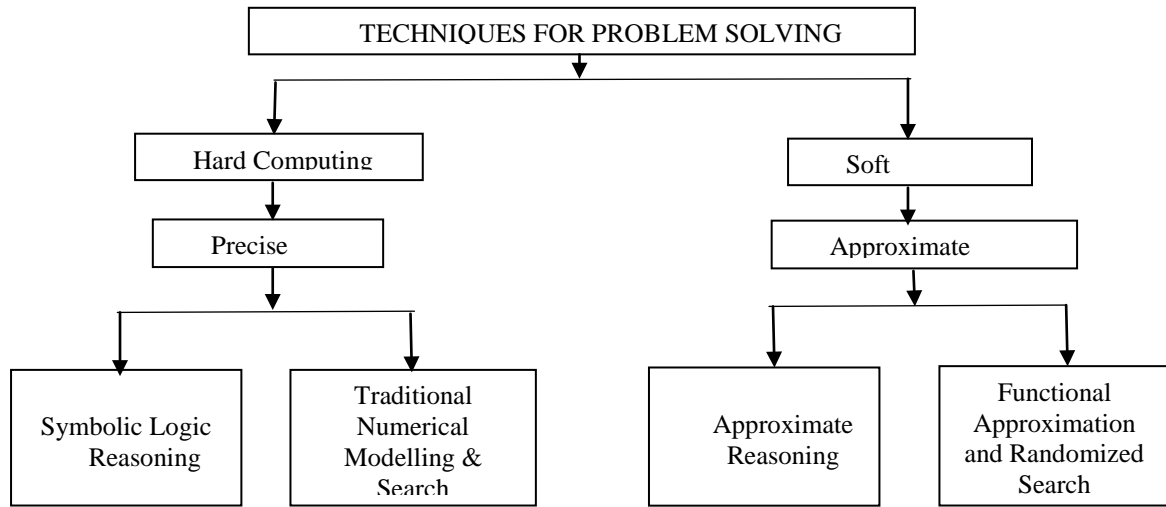 TECHNIQUES FOR PROBLEM SOLVING
Hard Computing
Soft
Precise
Approximate
Symbolic Logic
Reasoning
Traditional
Numerical
Modelling &
Search
Approximate
Reasoning
Functional
Approximation
and Randomized
Search